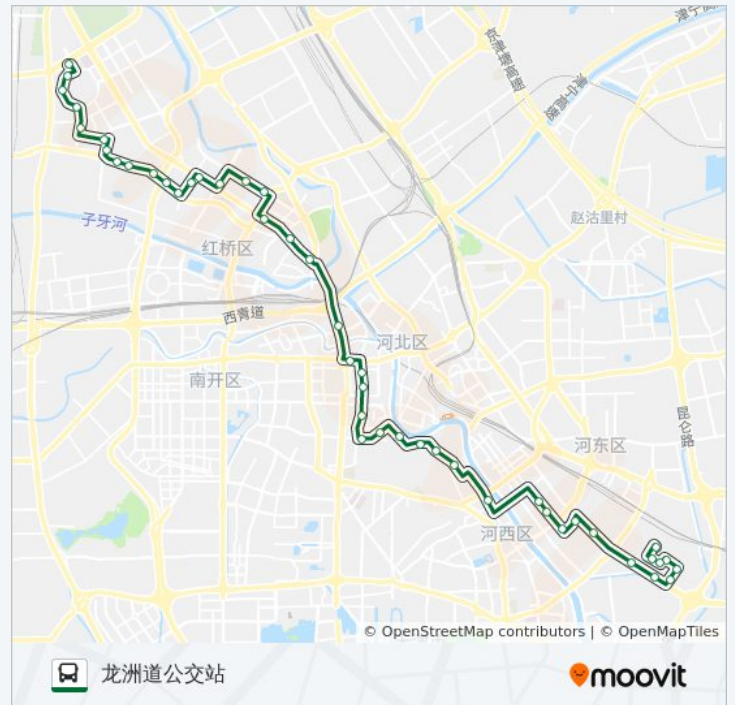 津宁高
京津塘高速
津宁高速
赵沽里村
子牙河
红桥区
西青道
河北区
南开区
昆仑路
河东区
河西区
© OpenStreetMap contributors | © OpenMapTiles
龙洲道公交站
moovit